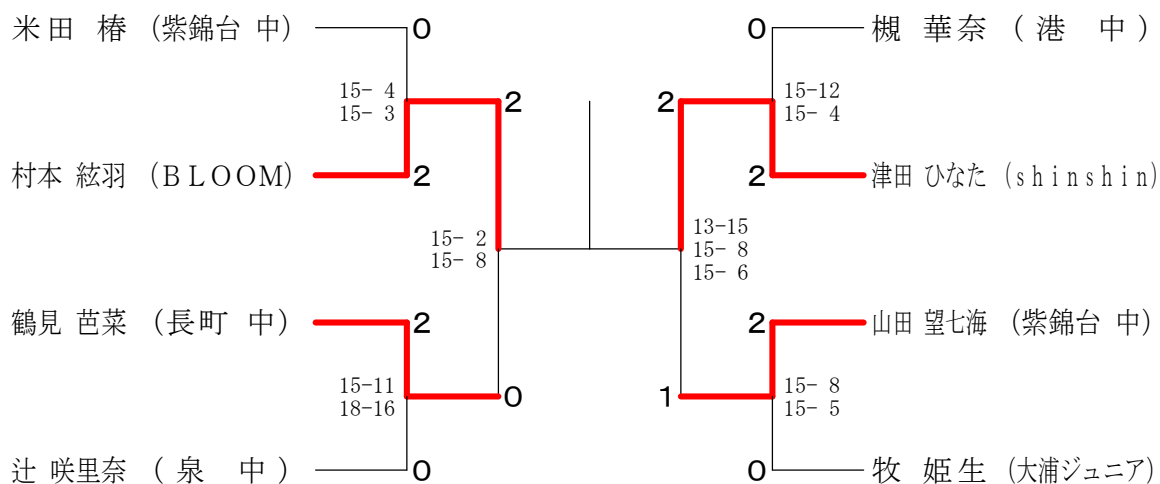 米田 椿 (紫錦台 中) 0 0 槻 華奈 ( 港 中 )
15- 4 15-12
15- 3 2 2 15- 4
村本 紘羽 (BLOOM) 2 2 津田 ひなた (shinshin)
15- 2 13-15
15- 8 15- 8
15- 6
鶴見 芭菜 (長町 中) 2 2 山田 望七海 (紫錦台 中)
15-11 15- 8
18-16 0 1 15- 5
辻 咲里奈 ( 泉 中 ) 0 0 牧 姫生 (大浦ジュニア)